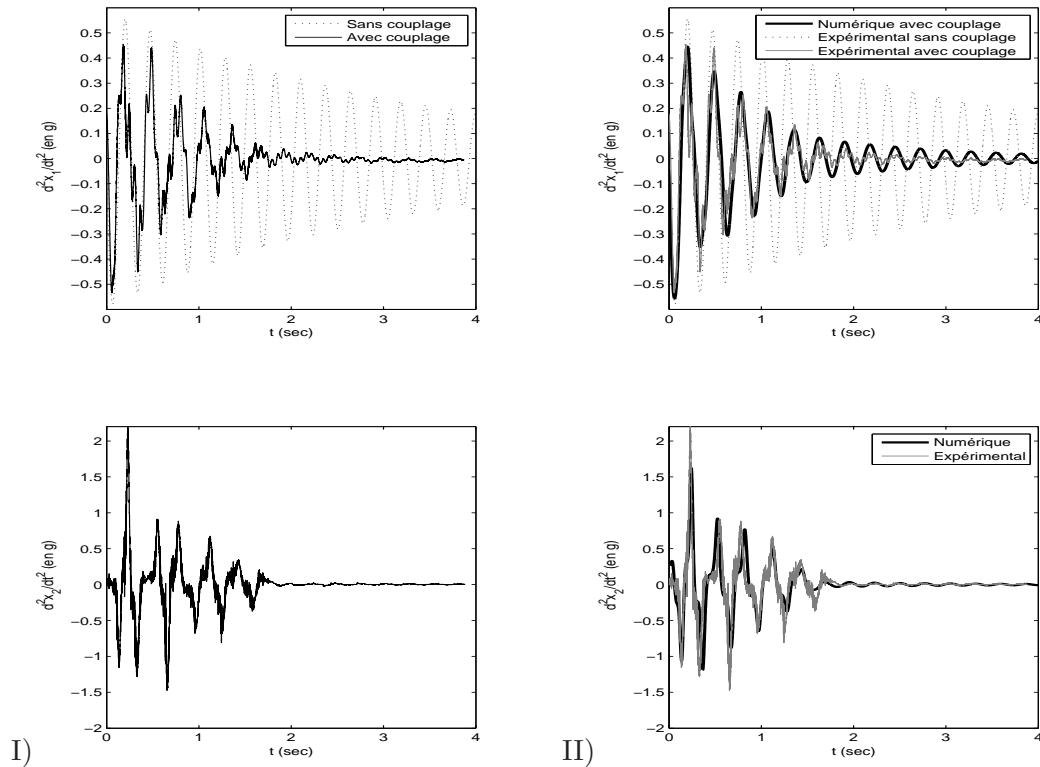 Sans couplage
Avec couplage
0.5
0.4
0.3
0.2
0.1
0
−0.1
−0.2
−0.3
−0.4
−0.5
d²x₁/dt² (en g)
0 1 2 3 4
t (sec)
Numérique avec couplage
Expérimental sans couplage
Expérimental avec couplage
0.5
0.4
0.3
0.2
0.1
0
−0.1
−0.2
−0.3
−0.4
−0.5
d²x₁/dt² (en g)
0 1 2 3 4
t (sec)
2
1.5
1
0.5
0
−0.5
−1
−1.5
−2
d²x₂/dt² (en g)
0 1 2 3 4
t (sec)
I)
Numérique
Expérimental
2
1.5
1
0.5
0
−0.5
−1
−1.5
−2
d²x₂/dt² (en g)
0 1 2 3 4
t (sec)
II)